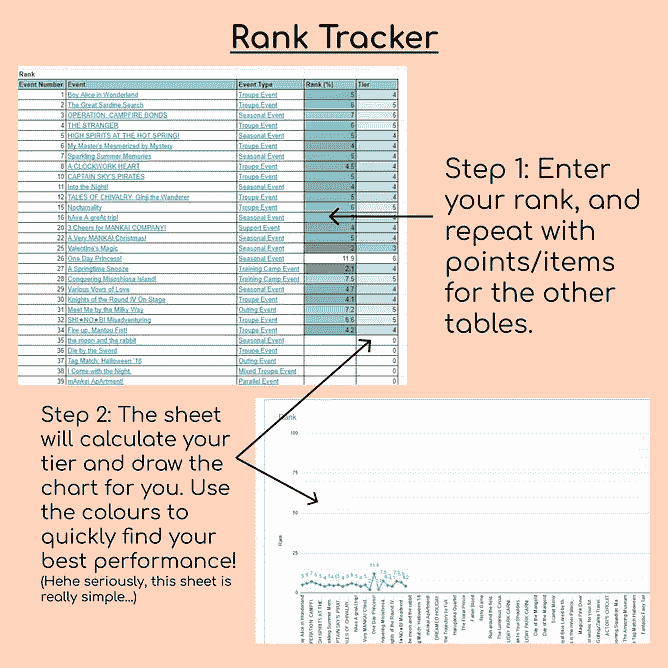 Rank Tracker
Rank
Event Number Event Event Type Rank (%) Tier
1 Boy Alice in Wonderland Troupe Event 5 4
2 The Great Sardine Search Troupe Event 6 5
3 OPERATION: CAMPFIRE BONDS Seasonal Event 7 5
4 THE STRANGER Troupe Event 6 5
5 HIGH SPIRITS AT THE HOT SPRING! Seasonal Event 5 4
6 My Master's Mesmerized by Mystery Troupe Event 4 4
7 Sparkling Summer Memories Seasonal Event 5 4
8 A CLOCKWORK HEART Troupe Event 4.5 4
10 CAPTAIN SKY'S PIRATES Troupe Event 5 4
11 Into the Night! Seasonal Event 4 4
12 TALES OF CHIVALRY: Ginji the Wanderer Troupe Event 5 4
15 Nocturnality Troupe Event 6 5
16 hAve A greAt trip! Seasonal Event 4
20 3 Cheers for MANKAI COMPANY! Support Event 4 4
22 A Very MANKAI Christmas! Seasonal Event 5 4
25 Valentine's Magic Seasonal Event 3
26 One Day Princess! Seasonal Event 11.9 6
27 A Springtime Snooze Training Camp Event 2.1 4
28 Conquering Misoshiosa Island! Training Camp Event 7.5 5
29 Various Vows of Love Seasonal Event 4.7 4
30 Knights of the Round IV On Stage Troupe Event 4.1 4
31 Meet Me by the Milky Way Outing Event 7.2 5
32 SHI★NO★BI Misadventuring Troupe Event 6.6 5
34 Fire up, Mantou Fist! Troupe Event 4.2 4
35 the moon and the rabbit Seasonal Event 0
36 Die by the Sword Troupe Event 0
37 Tag Match: Halloween '18 Outing Event 0
38 I Come with the Night. Mixed Troupe Event 0
39 mAnkai ApArtment! Parallel Event 0
Step 1: Enter
your rank, and
repeat with
points/items
for the other
tables.
Step 2: The sheet
will calculate your
tier and draw the
chart for you. Use
the colours to
quickly find your
best performance!
(Hehe seriously, this sheet is
really simple...)
Rank
100
75
50
25
0
Rank